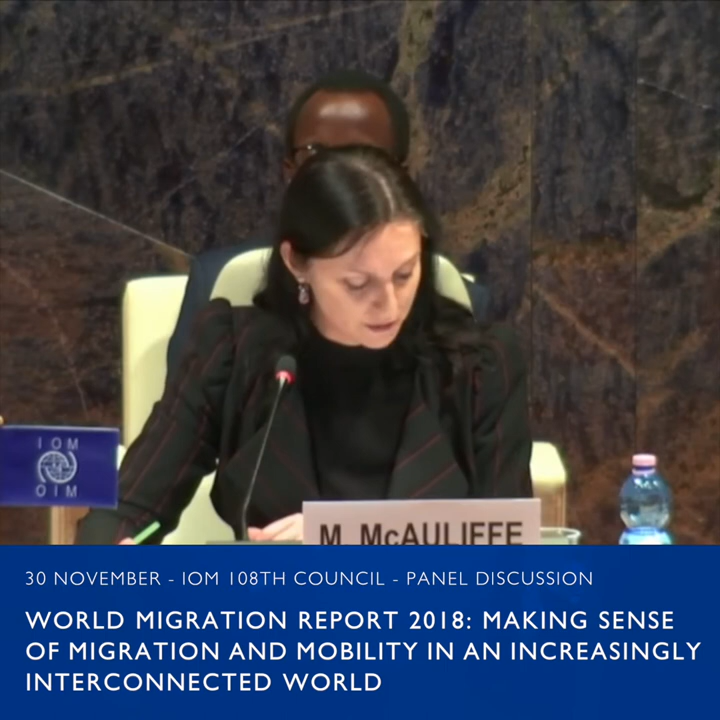 IOM
OIM
M. McAULIFFE
30 NOVEMBER - IOM 108TH COUNCIL - PANEL DISCUSSION
WORLD MIGRATION REPORT 2018: MAKING SENSE
OF MIGRATION AND MOBILITY IN AN INCREASINGLY
INTERCONNECTED WORLD